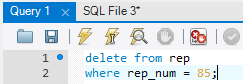 Query 1
SQL File 3*
1 delete from rep
2 where rep_num = 85;